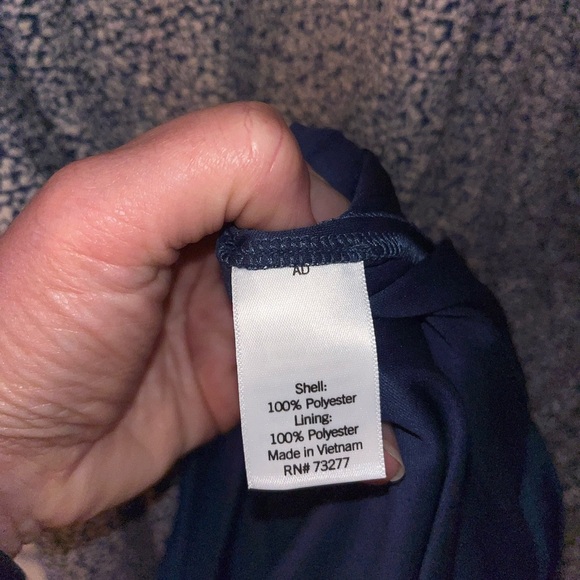 AD
Shell:
100% Polyester
Lining:
100% Polyester
Made in Vietnam
RN# 73277